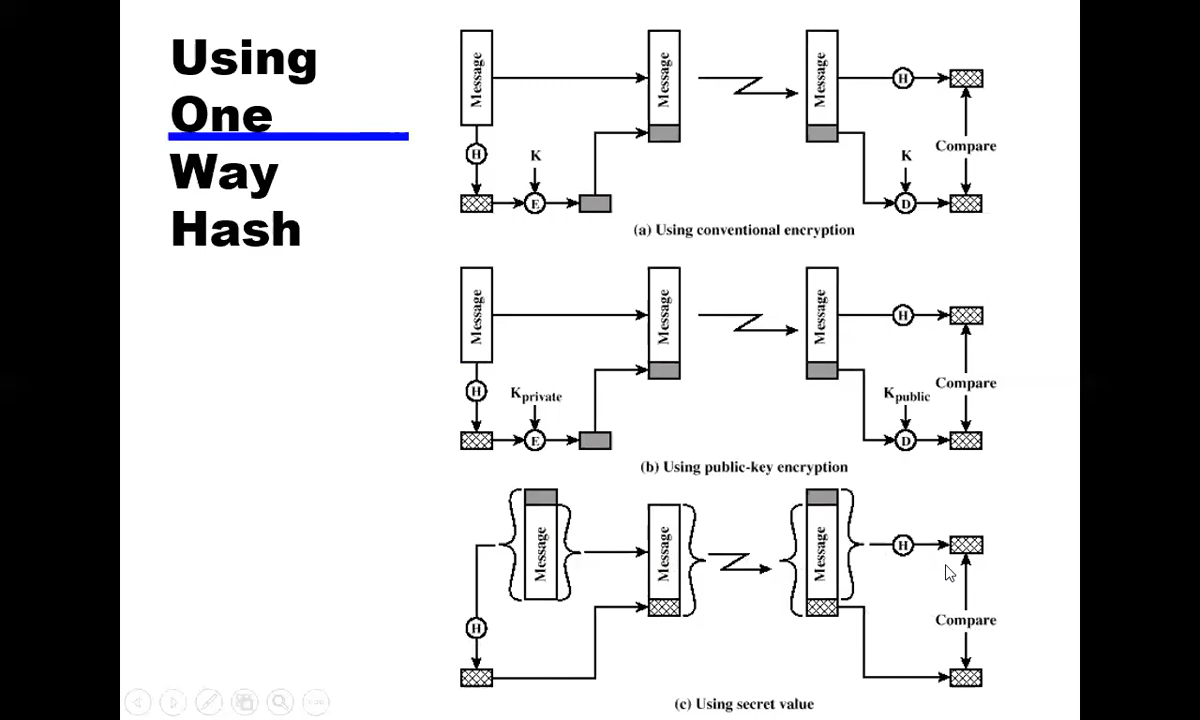 Using
One
Way
Hash
Message
Message
Message
H
H
K
K
Compare
E
D
(a) Using conventional encryption
Message
Message
Message
H
H
Kprivate
Kpublic
Compare
E
D
(b) Using public-key encryption
Message
Message
Message
H
H
Compare
(c) Using secret value